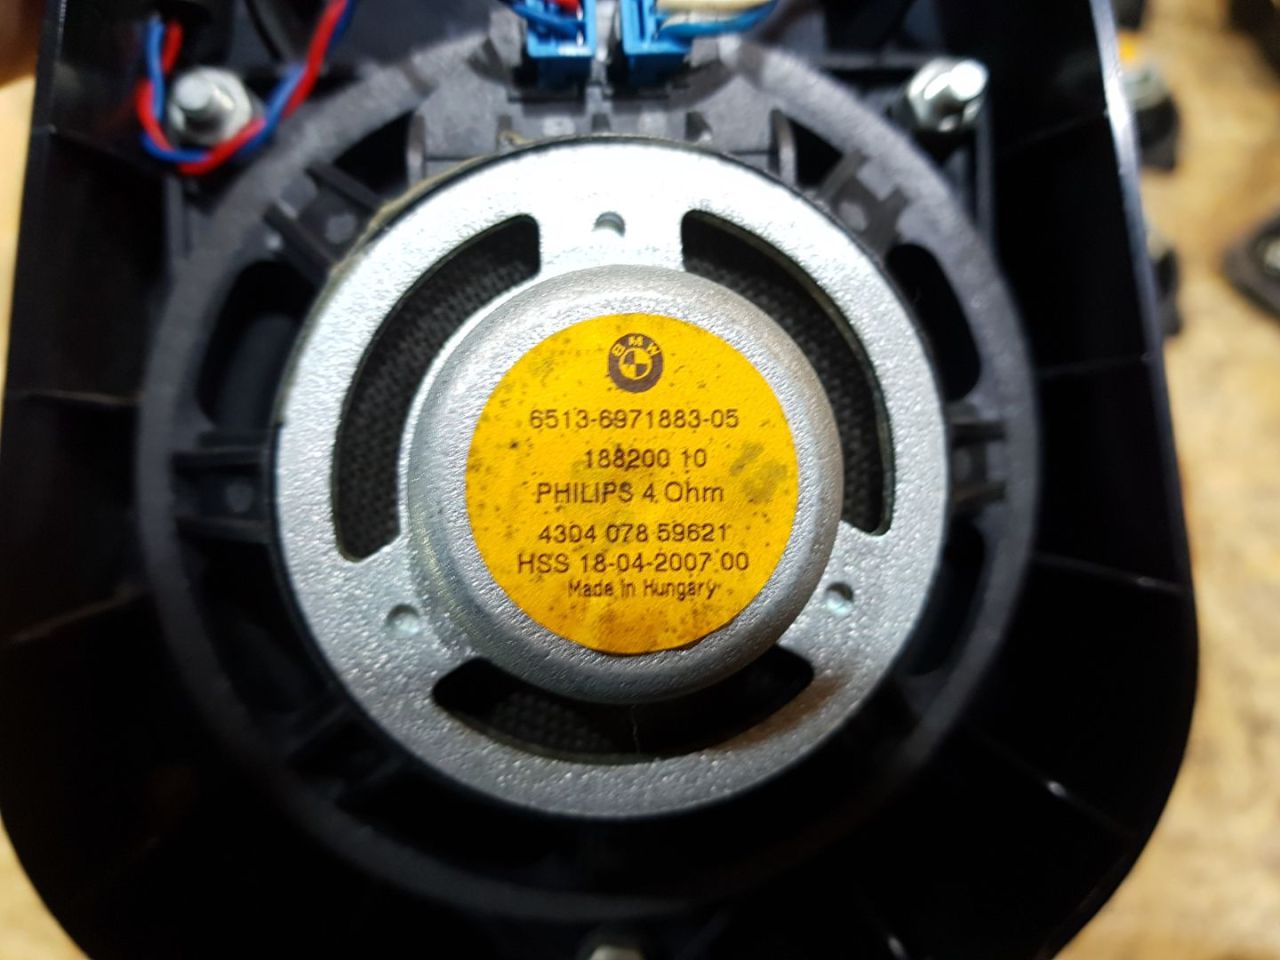 BMW
6513-6971883-05
188200 10
PHILIPS 4 Ohm
4304 078 59621
HSS 18-04-2007 00
Made in Hungary